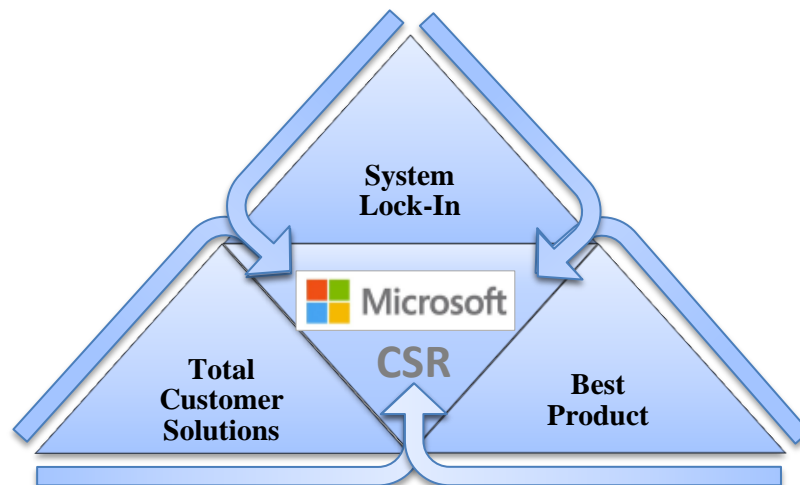 System
Lock-In
Microsoft
CSR
Total
Customer
Solutions
Best
Product